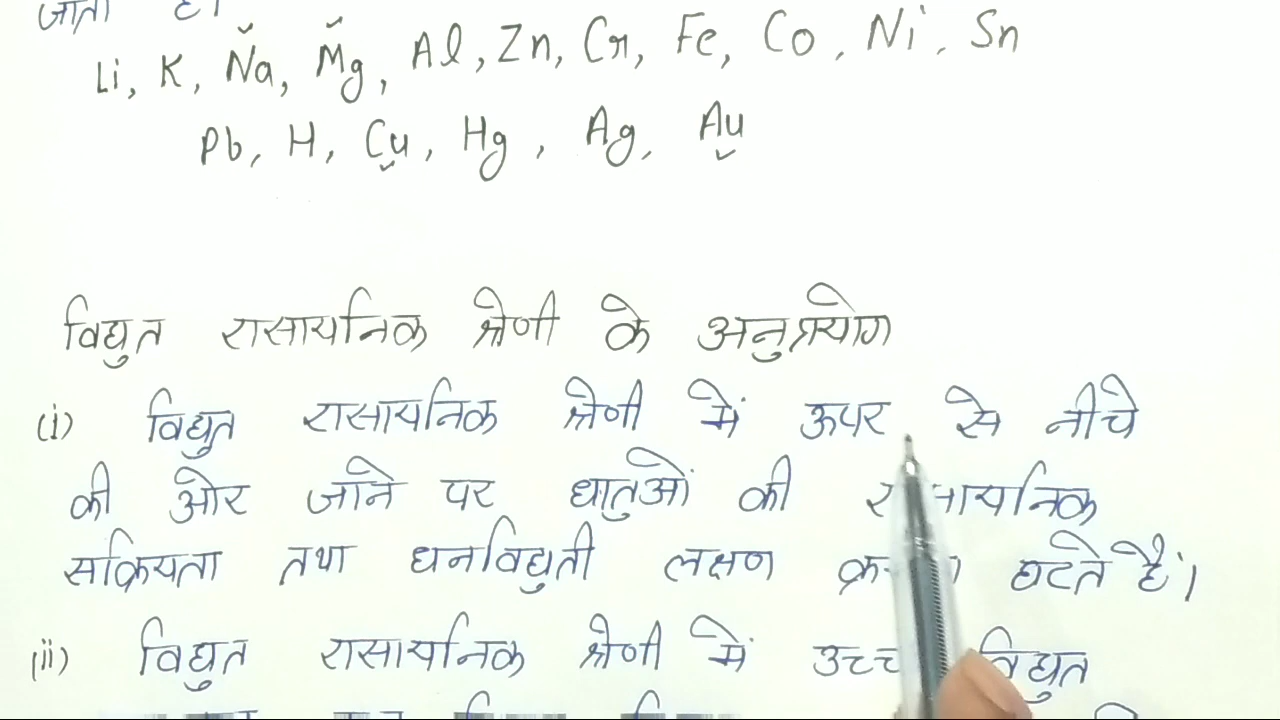 जाता है।
Li, K, Na, Mg, Al, Zn, Cr, Fe, Co, Ni, Sn
Pb, H, Cu, Hg, Ag, Au
विद्युत रासायनिक श्रेणी के अनुप्रयोग
(i) विद्युत रासायनिक श्रेणी में ऊपर से नीचे
की ओर जाने पर धातुओं की रासायनिक
सक्रियता तथा धनविद्युती लक्षण घटते है।
(ii) विद्युत रासायनिक श्रेणी में उच्च विद्युत